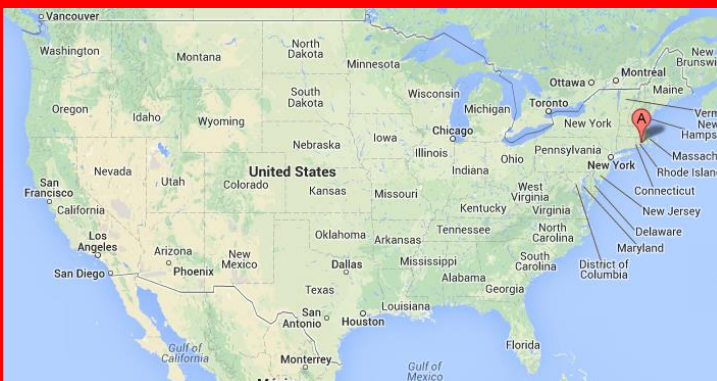 Vancouver
Washington
Montana
North
Dakota
Minnesota
Ottawa
Montréal
New
Brunswi
Maine
Oregon
Idaho
Wyoming
South
Dakota
Wisconsin
Michigan
Toronto
New York
A
Verm
New
Hamps
Massach
Nebraska
Iowa
Chicago
Illinois
Indiana
Ohio
Pennsylvania
New York
Rhode Island
Connecticut
Nevada
Utah
Colorado
United States
Kansas
Missouri
West
Virginia
Virginia
New Jersey
Delaware
Maryland
District of
Columbia
San
Francisco
California
Kentucky
Los
Angeles
Arizona
Phoenix
New
Mexico
Oklahoma
Arkansas
Tennessee
North
Carolina
San Diego
Dallas
Mississippi
South
Carolina
Alabama
Georgia
Texas
Louisiana
San
Antonio
Houston
Florida
Gulf of
California
Monterrey
Gulf of
Mexico